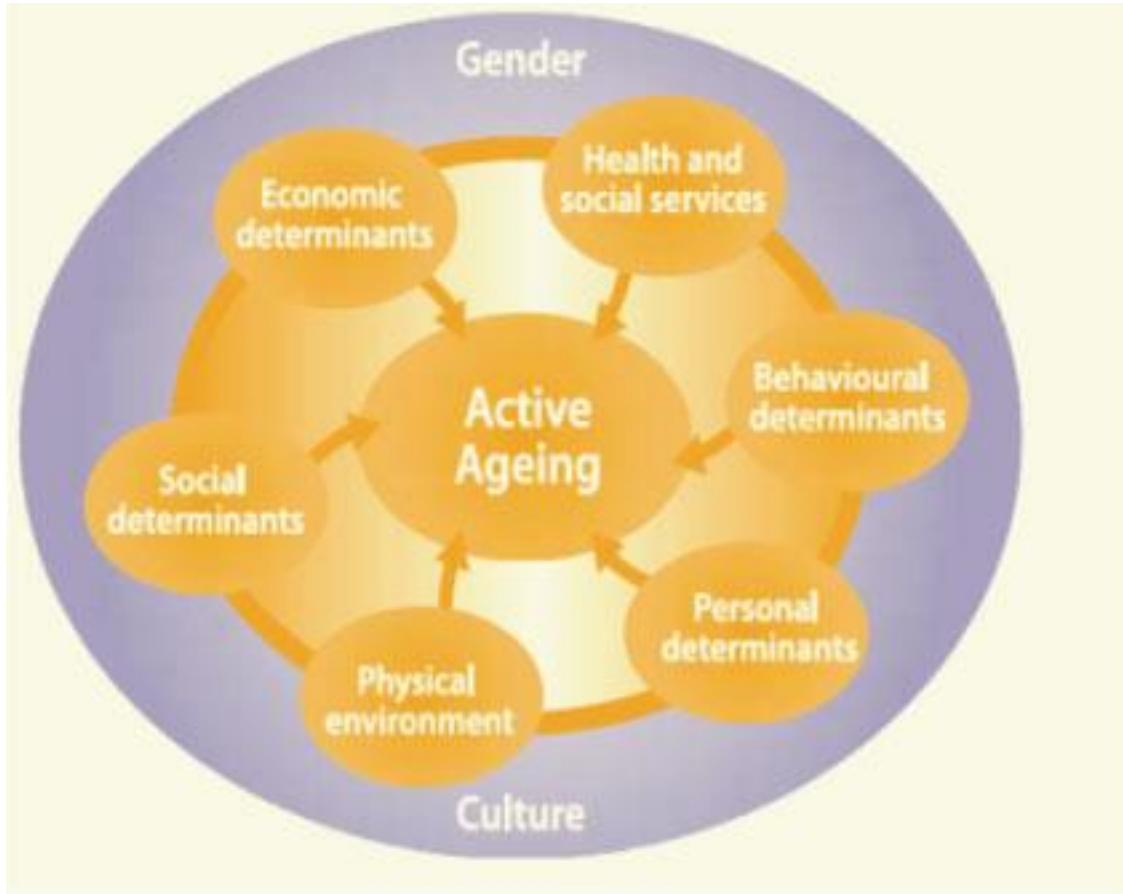 Gender
Health and
social services
Economic
determinants
Behavioural
determinants
Active
Ageing
Social
determinants
Personal
determinants
Physical
environment
Culture